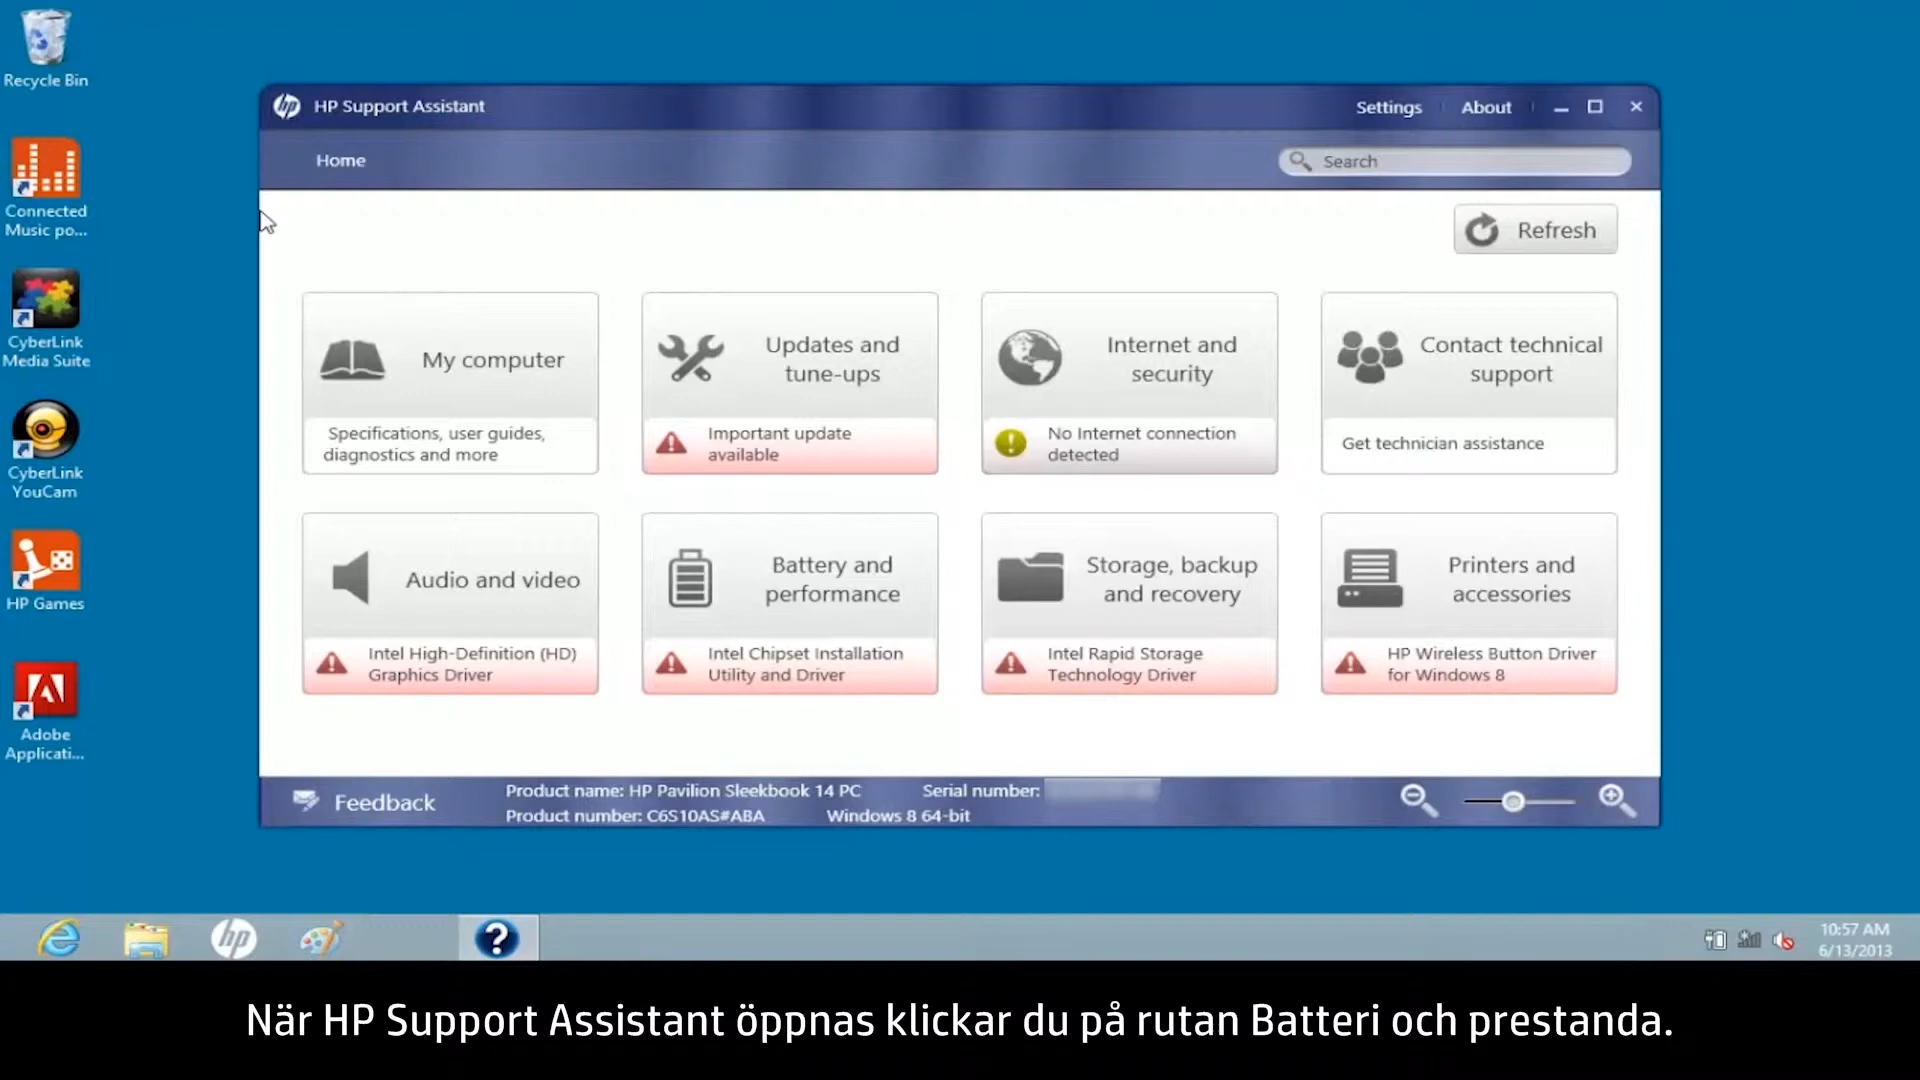 Recycle Bin
Connected
Music po...
CyberLink
Media Suite
CyberLink
YouCam
HP Games
Adobe
Applicati...
hp HP Support Assistant
Settings
About
Home
Search
Refresh
My computer
Specifications, user guides,
diagnostics and more
Updates and
tune-ups
Important update
available
Internet and
security
No Internet connection
detected
Contact technical
support
Get technician assistance
Audio and video
Intel High-Definition (HD)
Graphics Driver
Battery and
performance
Intel Chipset Installation
Utility and Driver
Storage, backup
and recovery
Intel Rapid Storage
Technology Driver
Printers and
accessories
HP Wireless Button Driver
for Windows 8
Feedback
Product name: HP Pavilion Sleekbook 14 PC
Serial number:
Product number: C6S10AS#ABA
Windows 8 64-bit
hp
10:57 AM
6/13/2013
När HP Support Assistant öppnas klickar du på rutan Batteri och prestanda.